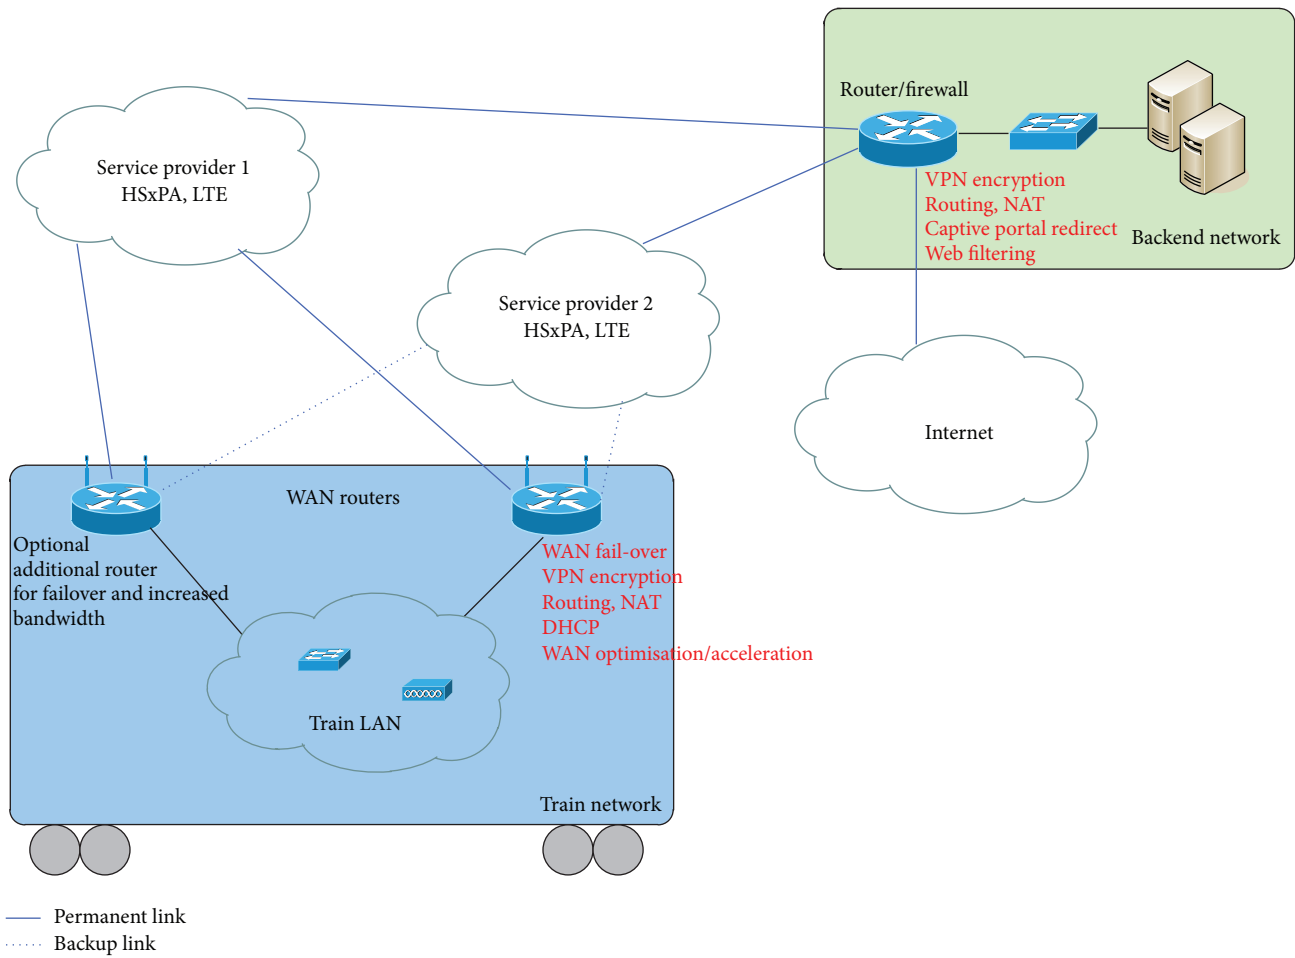 Router/firewall
Service provider 1
HSxPA, LTE
VPN encryption
Routing, NAT
Captive portal redirect
Web filtering
Backend network
Service provider 2
HSxPA, LTE
Internet
WAN routers
Optional
additional router
for failover and increased
bandwidth
WAN fail-over
VPN encryption
Routing, NAT
DHCP
WAN optimisation/acceleration
Train LAN
Train network
Permanent link
Backup link